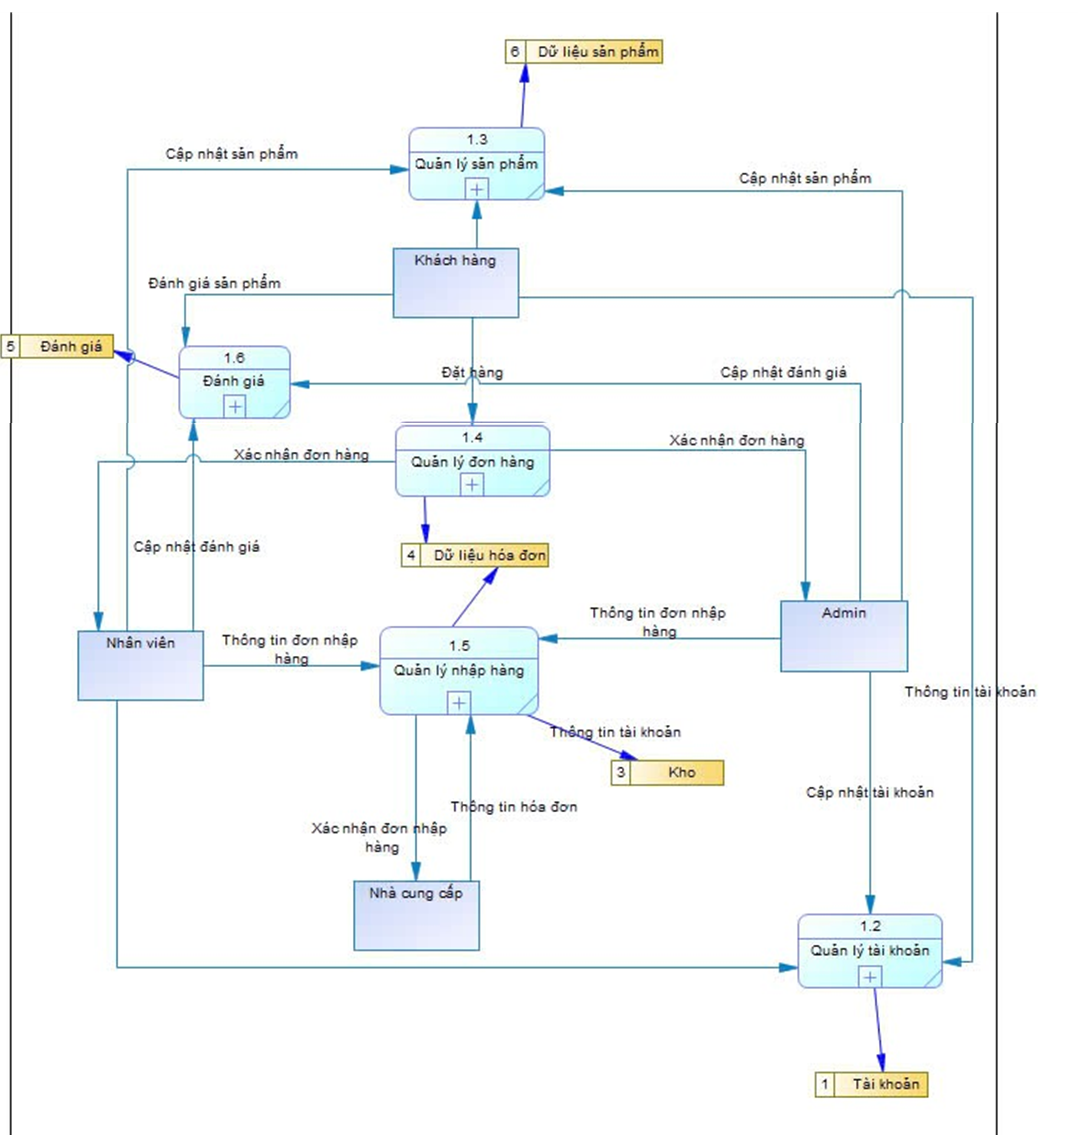 6 Dữ liệu sản phẩm
1.3
Cập nhật sản phẩm
Quản lý sản phẩm
Cập nhật sản phẩm
Khách hàng
Đánh giá sản phẩm
5 Đánh giá
1.6
Đánh giá
Đặt hàng
Cập nhật đánh giá
1.4
Xác nhận đơn hàng
Xác nhận đơn hàng
Quản lý đơn hàng
Cập nhật đánh giá
4 Dữ liệu hóa đơn
Nhân viên
Thông tin đơn nhập
hàng
1.5
Quản lý nhập hàng
Thông tin đơn nhập
hàng
Admin
Thông tin tài khoản
Thông tin tài khoản
3 Kho
Cập nhật tài khoản
Thông tin hóa đơn
Xác nhận đơn nhập
hàng
Nhà cung cấp
1.2
Quản lý tài khoản
1 Tài khoản